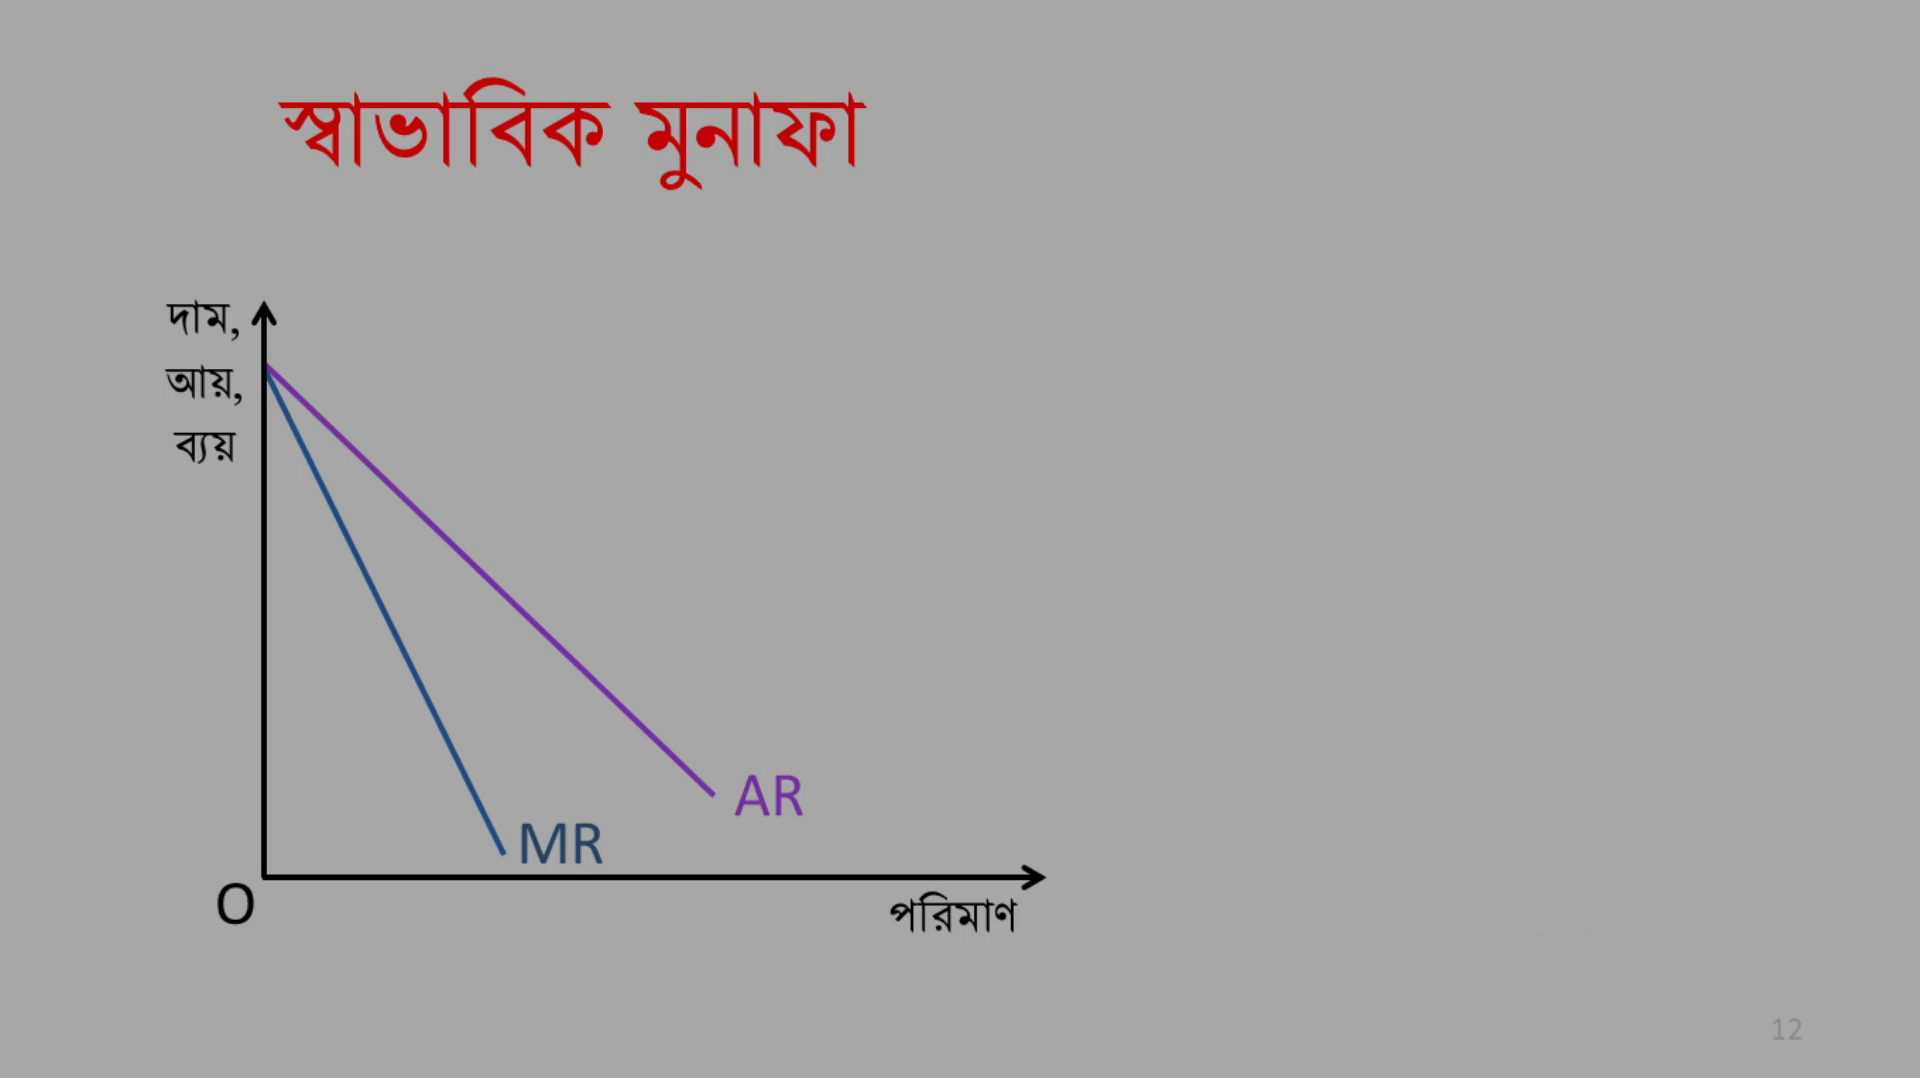 স্বাভাবিক মুনাফা
দাম,
আয়,
ব্যয়
AR
MR
O
পরিমাণ
12